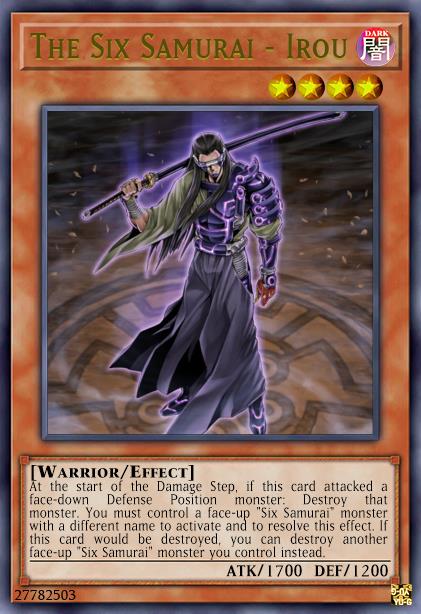 The Six Samurai - Irou
DARK
闇
[Warrior/Effect]
At the start of the Damage Step, if this card attacked a
face-down Defense Position monster: Destroy that
monster. You must control a face-up "Six Samurai" monster
with a different name to activate and to resolve this effect. If
this card would be destroyed, you can destroy another
face-up "Six Samurai" monster you control instead.
ATK/1700 DEF/1200
27782503